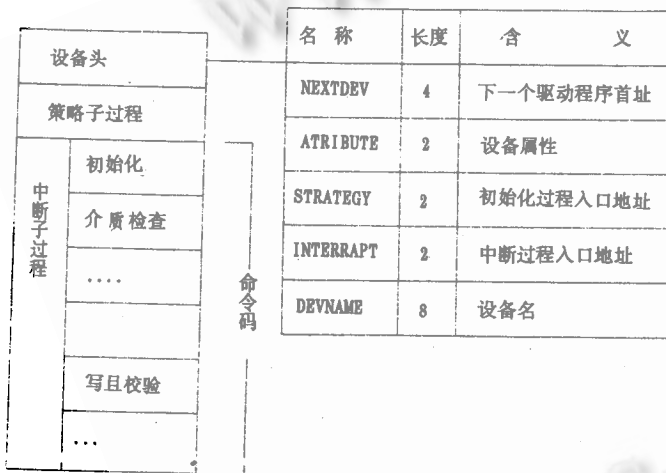 设备头
策略子过程
中断子过程
初始化
介质检查
....
写且校验
...
命令码
名 称 长度 含 义
NEXTDEV 4 下一个驱动程序首址
ATRIBUTE 2 设备属性
STRATEGY 2 初始化过程入口地址
INTERRAPT 2 中断过程入口地址
DEVNAME 8 设备名